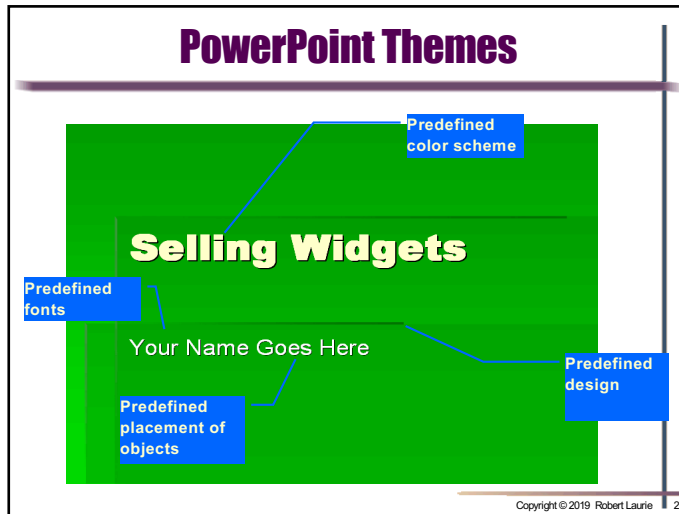 PowerPoint Themes
Predefined
color scheme
Selling Widgets
Predefined
fonts
Your Name Goes Here
Predefined
design
Predefined
placement of
objects
Copyright © 2019 Robert Laurie
2